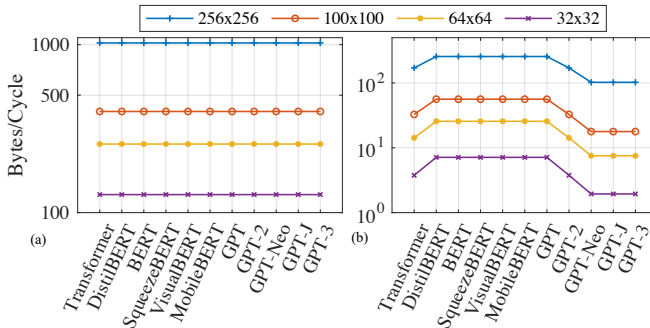 256x256 100x100 64x64 32x32
Bytes/Cycle
1000
500
100
(a)
Transformer
DistilBERT
BERT
SqueezeBERT
VisualBERT
MobileBERT
GPT
GPT-2
GPT-Neo
GPT-J
GPT-3
10^2
10^1
10^0
(b)
Transformer
DistilBERT
BERT
SqueezeBERT
VisualBERT
MobileBERT
GPT
GPT-2
GPT-Neo
GPT-J
GPT-3